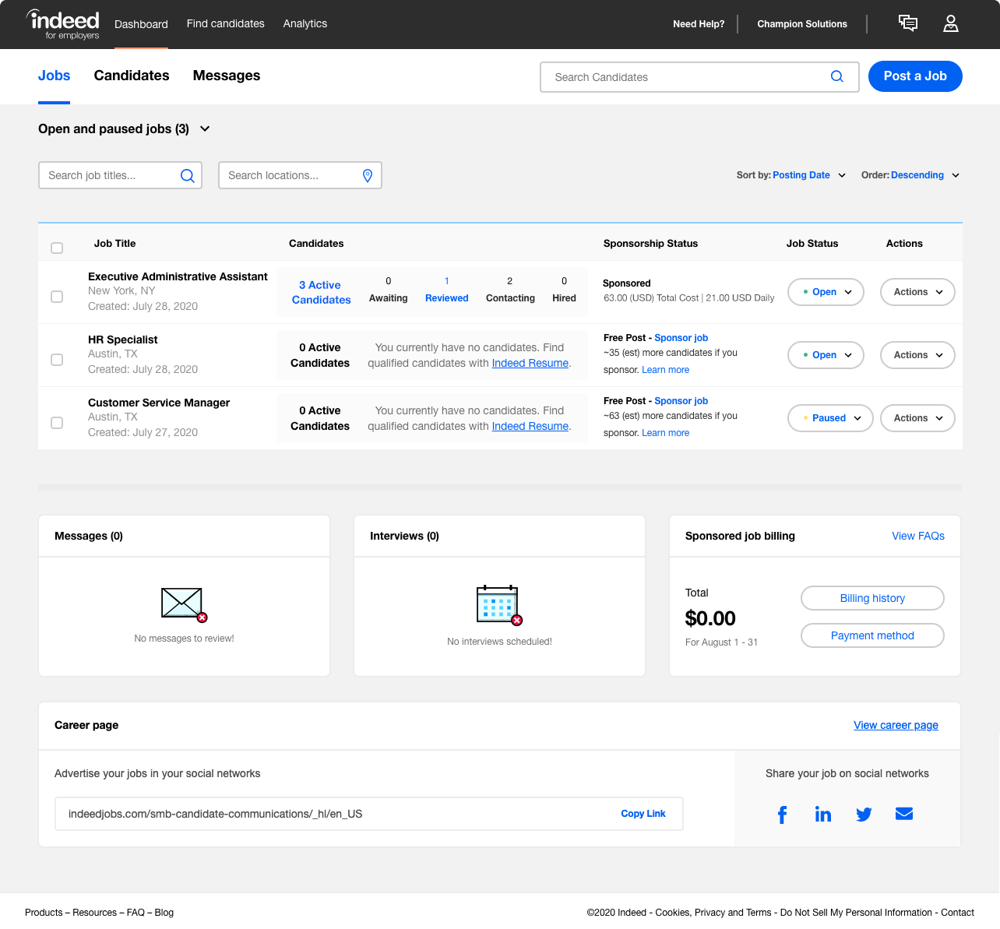 indeed
for employers
Dashboard
Find candidates
Analytics
Need Help?
Champion Solutions
Jobs
Candidates
Messages
Search Candidates
Post a Job
Open and paused jobs (3)
Search job titles...
Search locations...
Sort by: Posting Date
Order: Descending
Job Title
Candidates
Sponsorship Status
Job Status
Actions
Executive Administrative Assistant
New York, NY
Created: July 28, 2020
3 Active
Candidates
0
Awaiting
1
Reviewed
2
Contacting
0
Hired
Sponsored
63.00 (USD) Total Cost | 21.00 USD Daily
Open
Actions
HR Specialist
Austin, TX
Created: July 28, 2020
0 Active
Candidates
You currently have no candidates. Find
qualified candidates with Indeed Resume.
Free Post - Sponsor job
~35 (est) more candidates if you
sponsor. Learn more
Open
Actions
Customer Service Manager
Austin, TX
Created: July 27, 2020
0 Active
Candidates
You currently have no candidates. Find
qualified candidates with Indeed Resume.
Free Post - Sponsor job
~63 (est) more candidates if you
sponsor. Learn more
Paused
Actions
Messages (0)
No messages to review!
Interviews (0)
No interviews scheduled!
Sponsored job billing
View FAQs
Total
$0.00
For August 1 - 31
Billing history
Payment method
Career page
View career page
Advertise your jobs in your social networks
indeedjobs.com/smb-candidate-communications/_hl/en_US
Copy Link
Share your job on social networks
Products – Resources – FAQ – Blog
©2020 Indeed - Cookies, Privacy and Terms - Do Not Sell My Personal Information - Contact